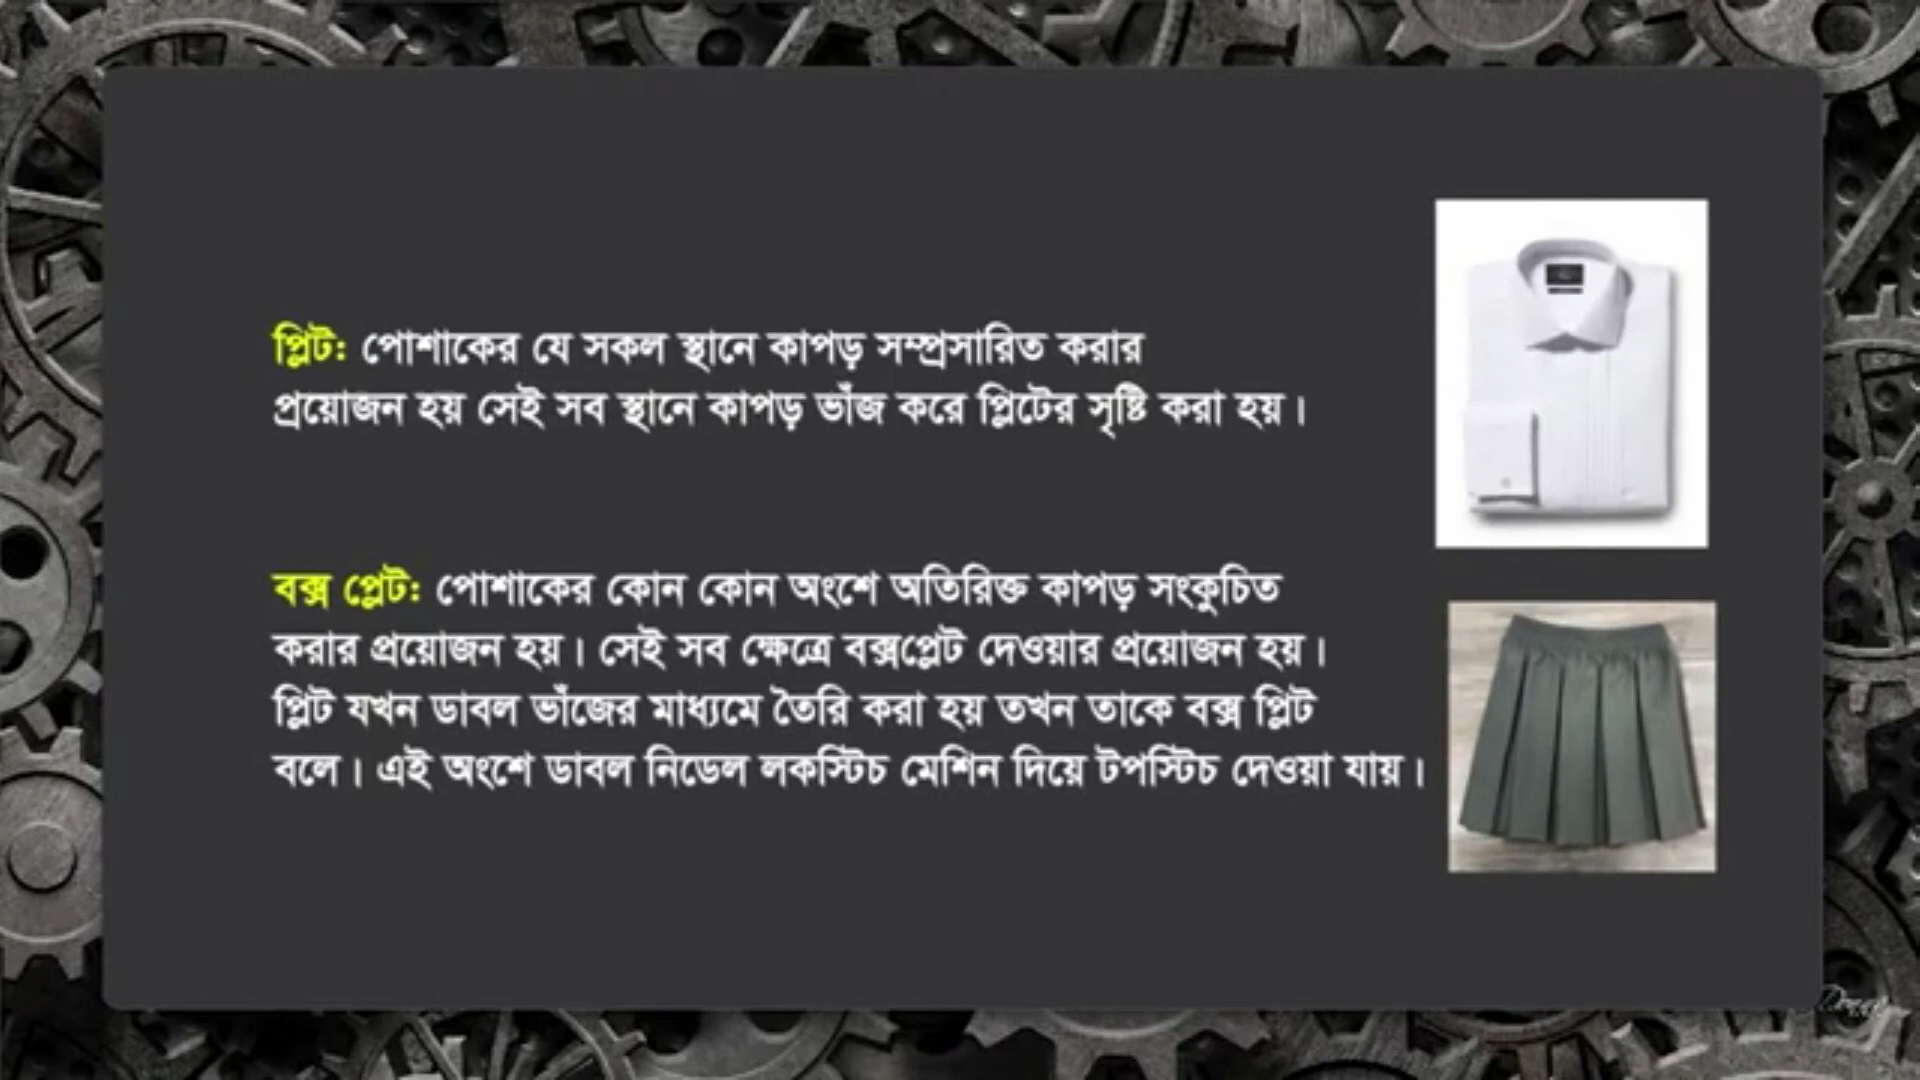 প্লিট: পোশাকের যে সকল স্থানে কাপড় সম্প্রসারিত করার
প্রয়োজন হয় সেই সব স্থানে কাপড় ভাঁজ করে প্লিটের সৃষ্টি করা হয়।
বক্স প্লেট: পোশাকের কোন কোন অংশে অতিরিক্ত কাপড় সংকুচিত
করার প্রয়োজন হয়। সেই সব ক্ষেত্রে বক্সপ্লেট দেওয়ার প্রয়োজন হয়।
প্লিট যখন ডাবল ভাঁজের মাধ্যমে তৈরি করা হয় তখন তাকে বক্স প্লিট
বলে। এই অংশে ডাবল নিডেল লকস্টিচ মেশিন দিয়ে টপস্টিচ দেওয়া যায়।